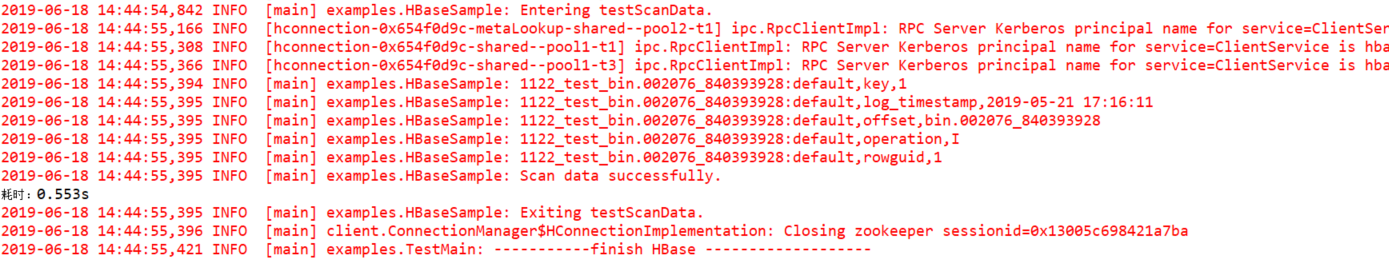 2019-06-18 14:44:54,842 INFO  [main] examples.HBaseSample: Entering testScanData.
2019-06-18 14:44:55,166 INFO  [hconnection-0x654f0d9c-metaLookup-shared--pool2-t1] ipc.RpcClientImpl: RPC Server Kerberos principal name for service=ClientSer
2019-06-18 14:44:55,308 INFO  [hconnection-0x654f0d9c-shared--pool1-t1] ipc.RpcClientImpl: RPC Server Kerberos principal name for service=ClientService is hba
2019-06-18 14:44:55,366 INFO  [hconnection-0x654f0d9c-shared--pool1-t3] ipc.RpcClientImpl: RPC Server Kerberos principal name for service=ClientService is hba
2019-06-18 14:44:55,394 INFO  [main] examples.HBaseSample: 1122_test_bin.002076_840393928:default,key,1
2019-06-18 14:44:55,395 INFO  [main] examples.HBaseSample: 1122_test_bin.002076_840393928:default,log_timestamp,2019-05-21 17:16:11
2019-06-18 14:44:55,395 INFO  [main] examples.HBaseSample: 1122_test_bin.002076_840393928:default,offset,bin.002076_840393928
2019-06-18 14:44:55,395 INFO  [main] examples.HBaseSample: 1122_test_bin.002076_840393928:default,operation,I
2019-06-18 14:44:55,395 INFO  [main] examples.HBaseSample: 1122_test_bin.002076_840393928:default,rowguid,1
2019-06-18 14:44:55,395 INFO  [main] examples.HBaseSample: Scan data successfully.
耗时：0.553s
2019-06-18 14:44:55,395 INFO  [main] examples.HBaseSample: Exiting testScanData.
2019-06-18 14:44:55,396 INFO  [main] client.ConnectionManager$HConnectionImplementation: Closing zookeeper sessionid=0x13005c698421a7ba
2019-06-18 14:44:55,421 INFO  [main] examples.TestMain: -----------finish HBase -------------------